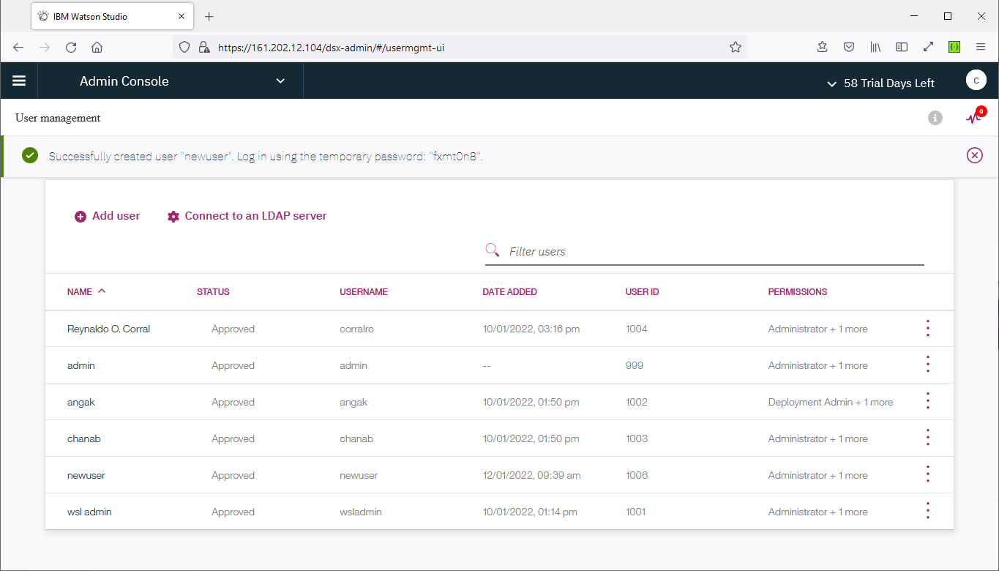 IBM Watson Studio
https://161.202.12.104/dsx-admin/#/usermgmt-ui
Admin Console
58 Trial Days Left
C
User management
0
Successfully created user "newuser". Log in using the temporary password: "fxmt0n8".
Add user
Connect to an LDAP server
Filter users
NAME STATUS USERNAME DATE ADDED USER ID PERMISSIONS
Reynaldo O. Corral Approved corralro 10/01/2022, 03:16 pm 1004 Administrator + 1 more
admin Approved admin -- 999 Administrator + 1 more
angak Approved angak 10/01/2022, 01:50 pm 1002 Deployment Admin + 1 more
chanab Approved chanab 10/01/2022, 01:50 pm 1003 Administrator + 1 more
newuser Approved newuser 12/01/2022, 09:39 am 1006 Administrator + 1 more
wsl admin Approved wsladmin 10/01/2022, 01:14 pm 1001 Administrator + 1 more